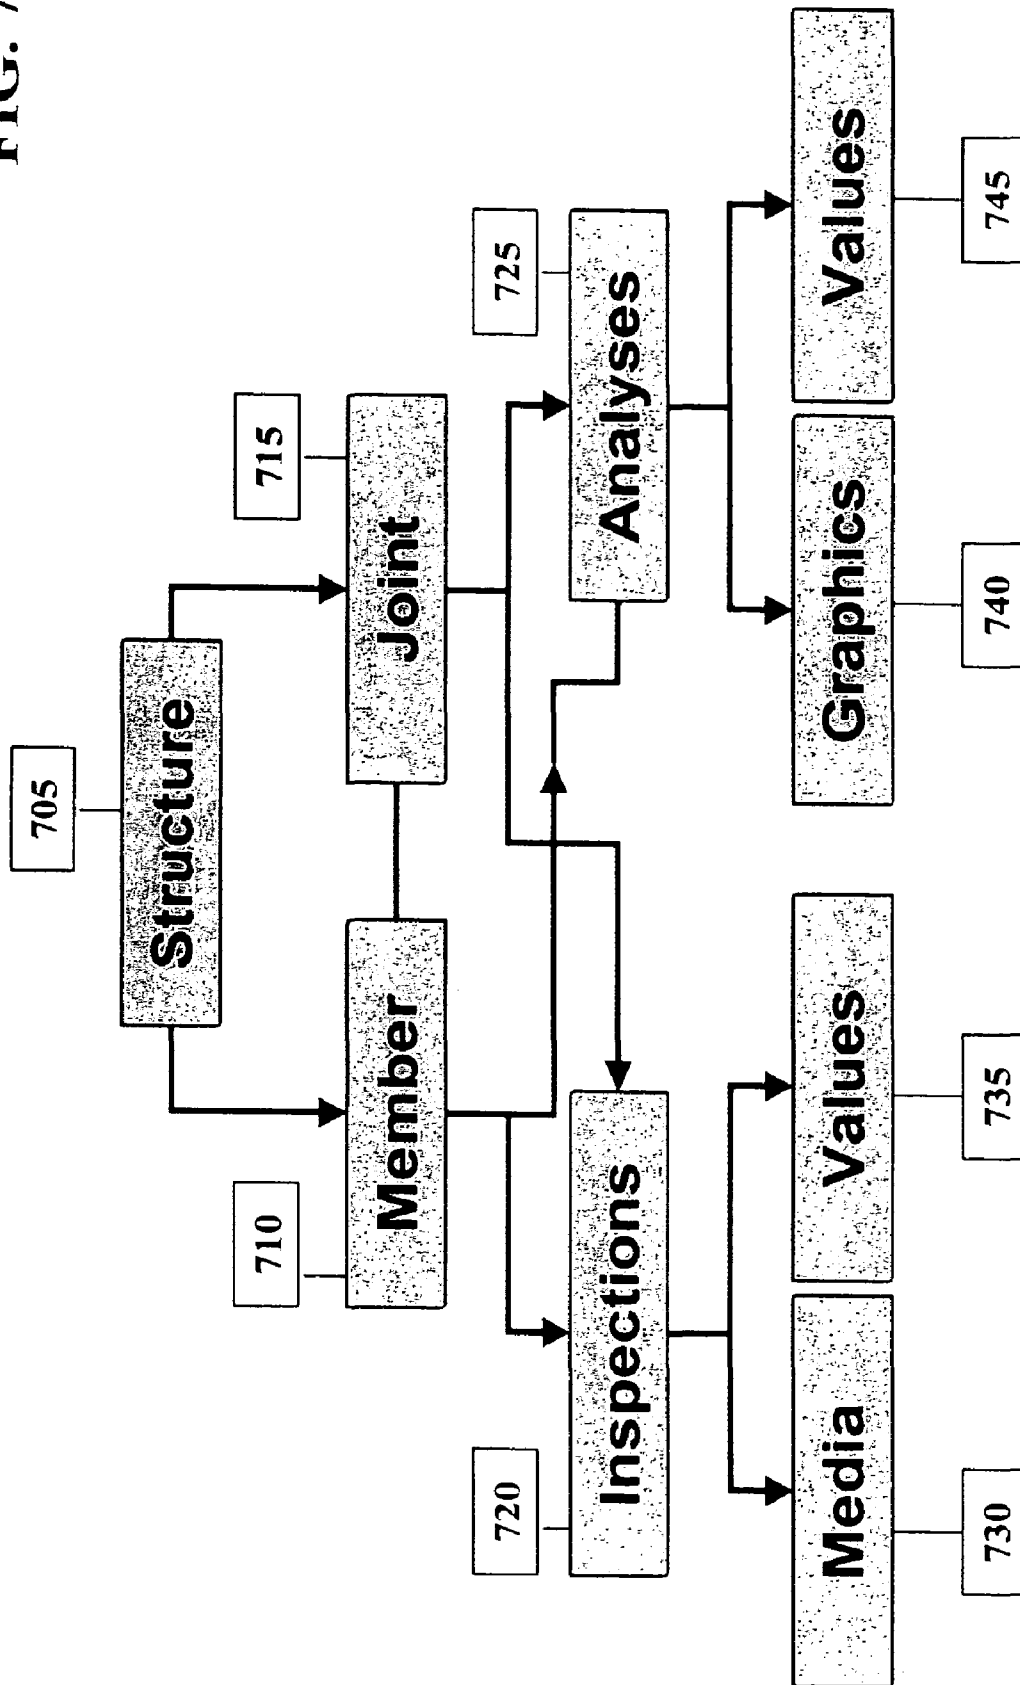 FIG. 7
705
Structure
710
715
Member
Joint
720
725
Inspections
Analyses
Media
Values
Graphics
Values
730
735
740
745